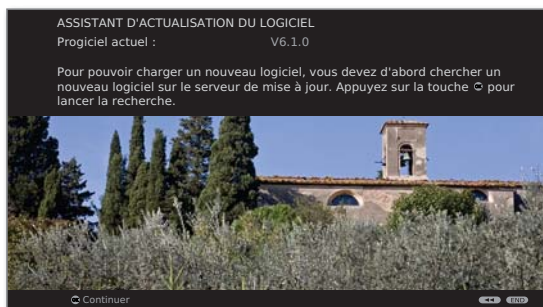 ASSISTANT D'ACTUALISATION DU LOGICIEL
Progiciel actuel : V6.1.0
Pour pouvoir charger un nouveau logiciel, vous devez d'abord chercher un
nouveau logiciel sur le serveur de mise à jour. Appuyez sur la touche OK pour
lancer la recherche.
OK Continuer
END